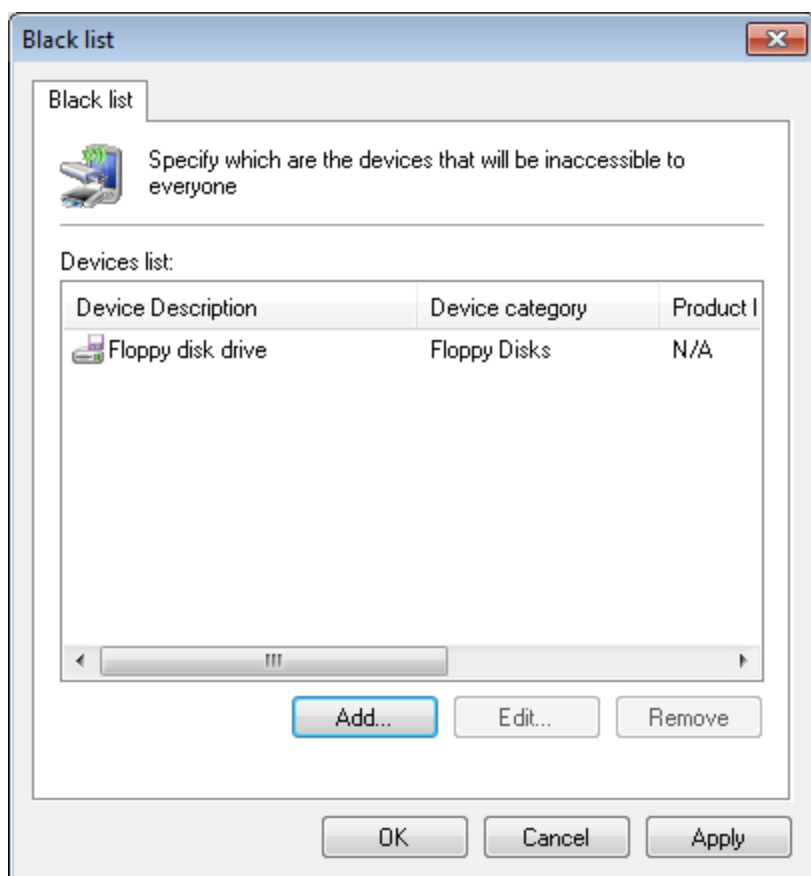 Black list
Black list
Specify which are the devices that will be inaccessible to
everyone
Devices list:
Device Description Device category Product I
Floppy disk drive Floppy Disks N/A
Add... Edit... Remove
OK Cancel Apply